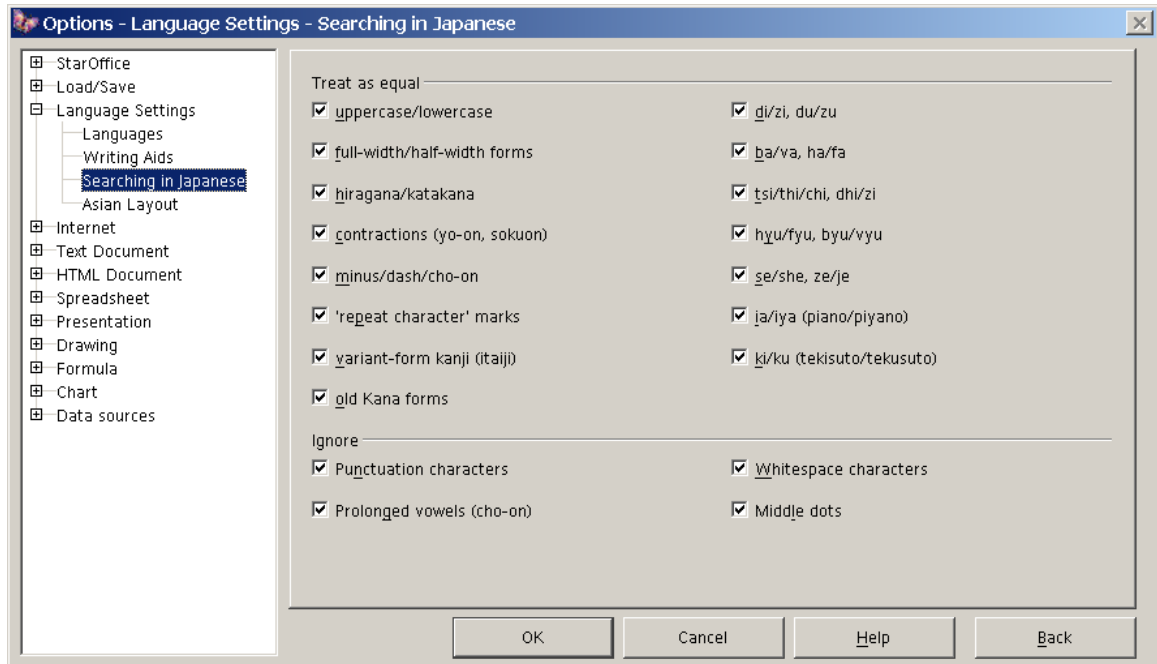 Options - Language Settings - Searching in Japanese
StarOffice
Load/Save
Language Settings
Languages
Writing Aids
Searching in Japanese
Asian Layout
Internet
Text Document
HTML Document
Spreadsheet
Presentation
Drawing
Formula
Chart
Data sources
Treat as equal
uppercase/lowercase
full-width/half-width forms
hiragana/katakana
contractions (yo-on, sokuon)
minus/dash/cho-on
'repeat character' marks
variant-form kanji (itaiji)
old Kana forms
di/zi, du/zu
ba/va, ha/fa
tsi/thi/chi, dhi/zi
hyu/fyu, byu/vyu
se/she, ze/je
ia/iya (piano/piyano)
ki/ku (tekisuto/tekusuto)
Ignore
Punctuation characters
Prolonged vowels (cho-on)
Whitespace characters
Middle dots
OK
Cancel
Help
Back